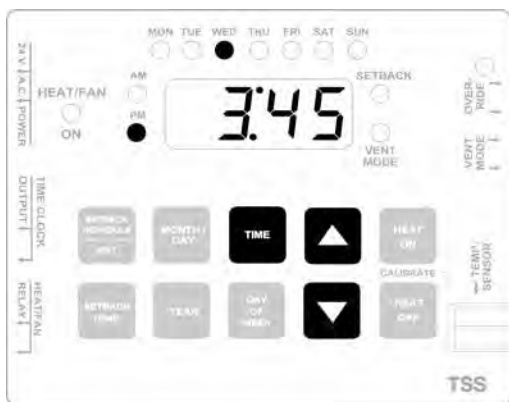 MON TUE WED THU FRI SAT SUN
24 V. A.C. POWER
AM
SETBACK
HEAT/FAN
ON
PM
3:45
VENT
MODE
OVER-
RIDE
VENT
MODE
TIME CLOCK
OUTPUT
MONTH /
DAY
TIME
HEAT
ON
CALIBRATE
TEMP.
SENSOR
HEAT/FAN
RELAY
SETBACK
TEMP
YEAR
DAY
OF
WEEK
HEAT
OFF
TSS